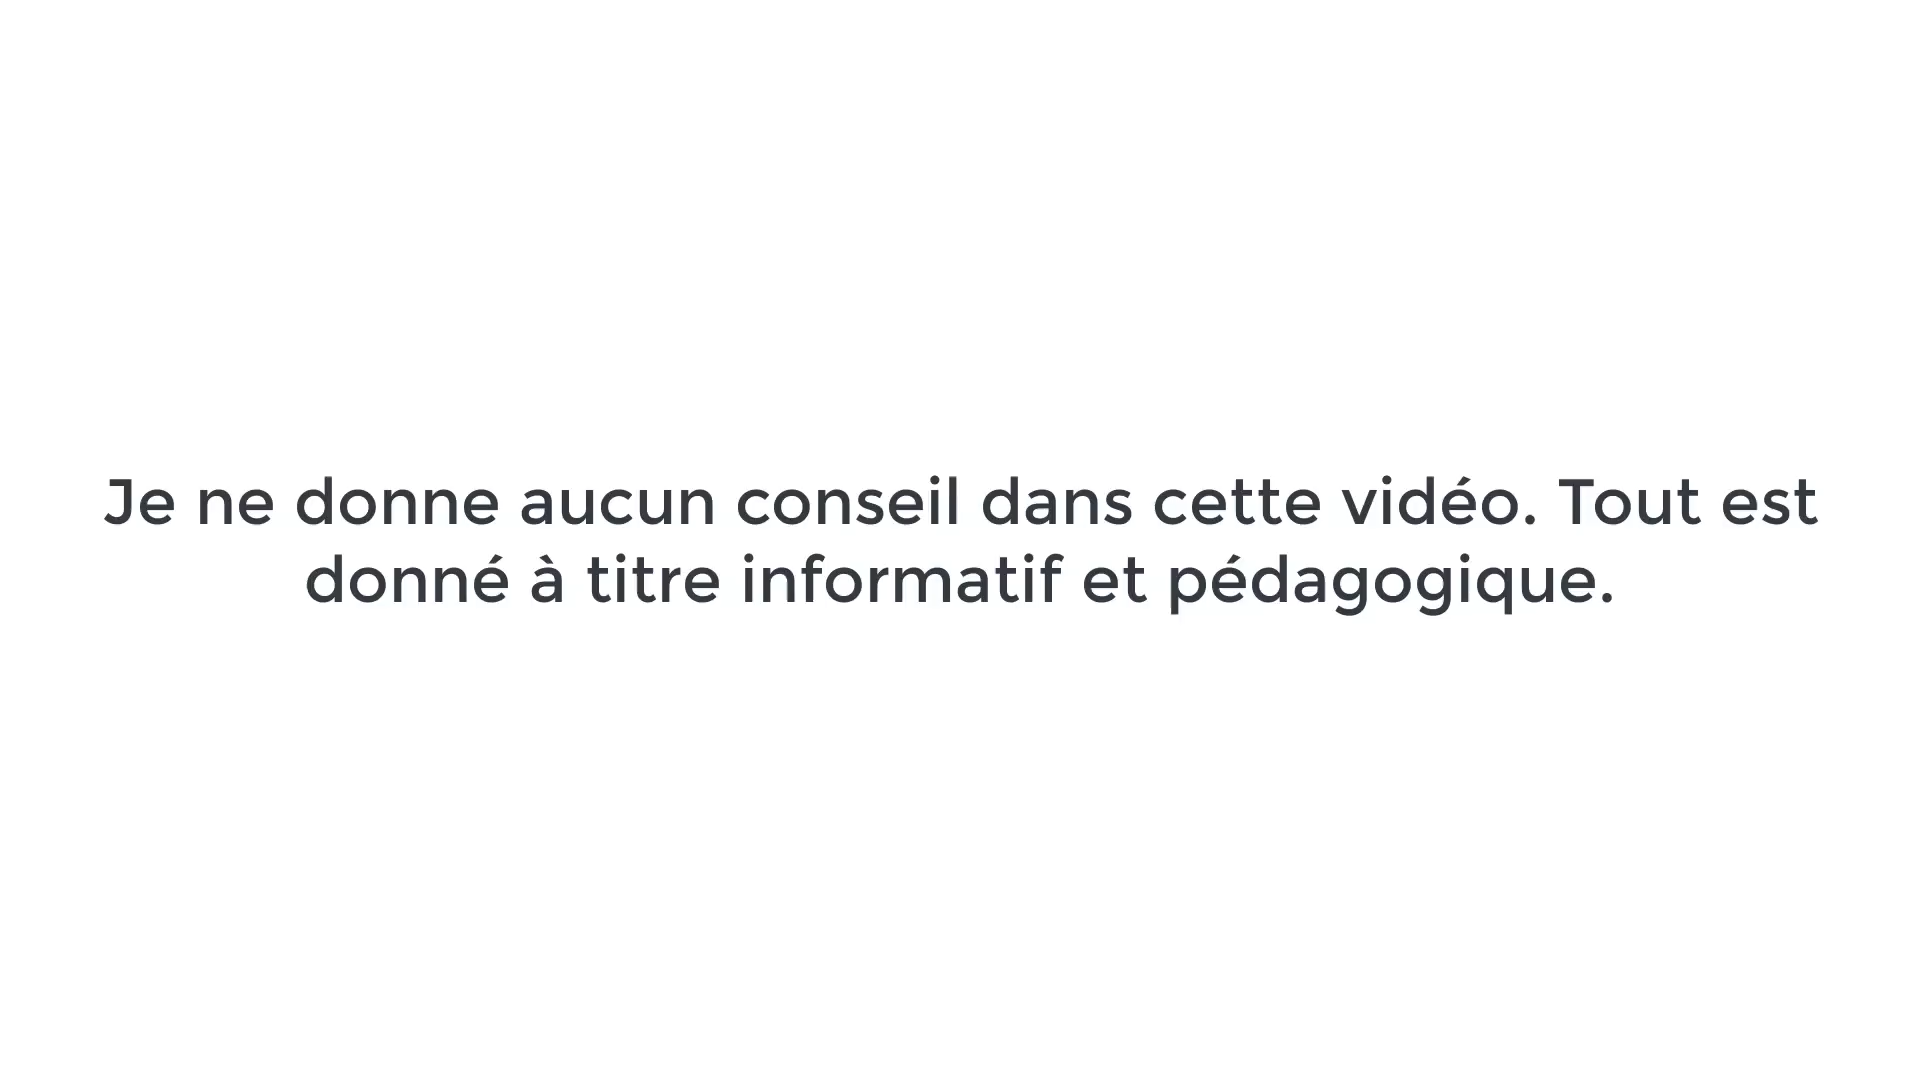 Je ne donne aucun conseil dans cette vidéo. Tout est
donné à titre informatif et pédagogique.